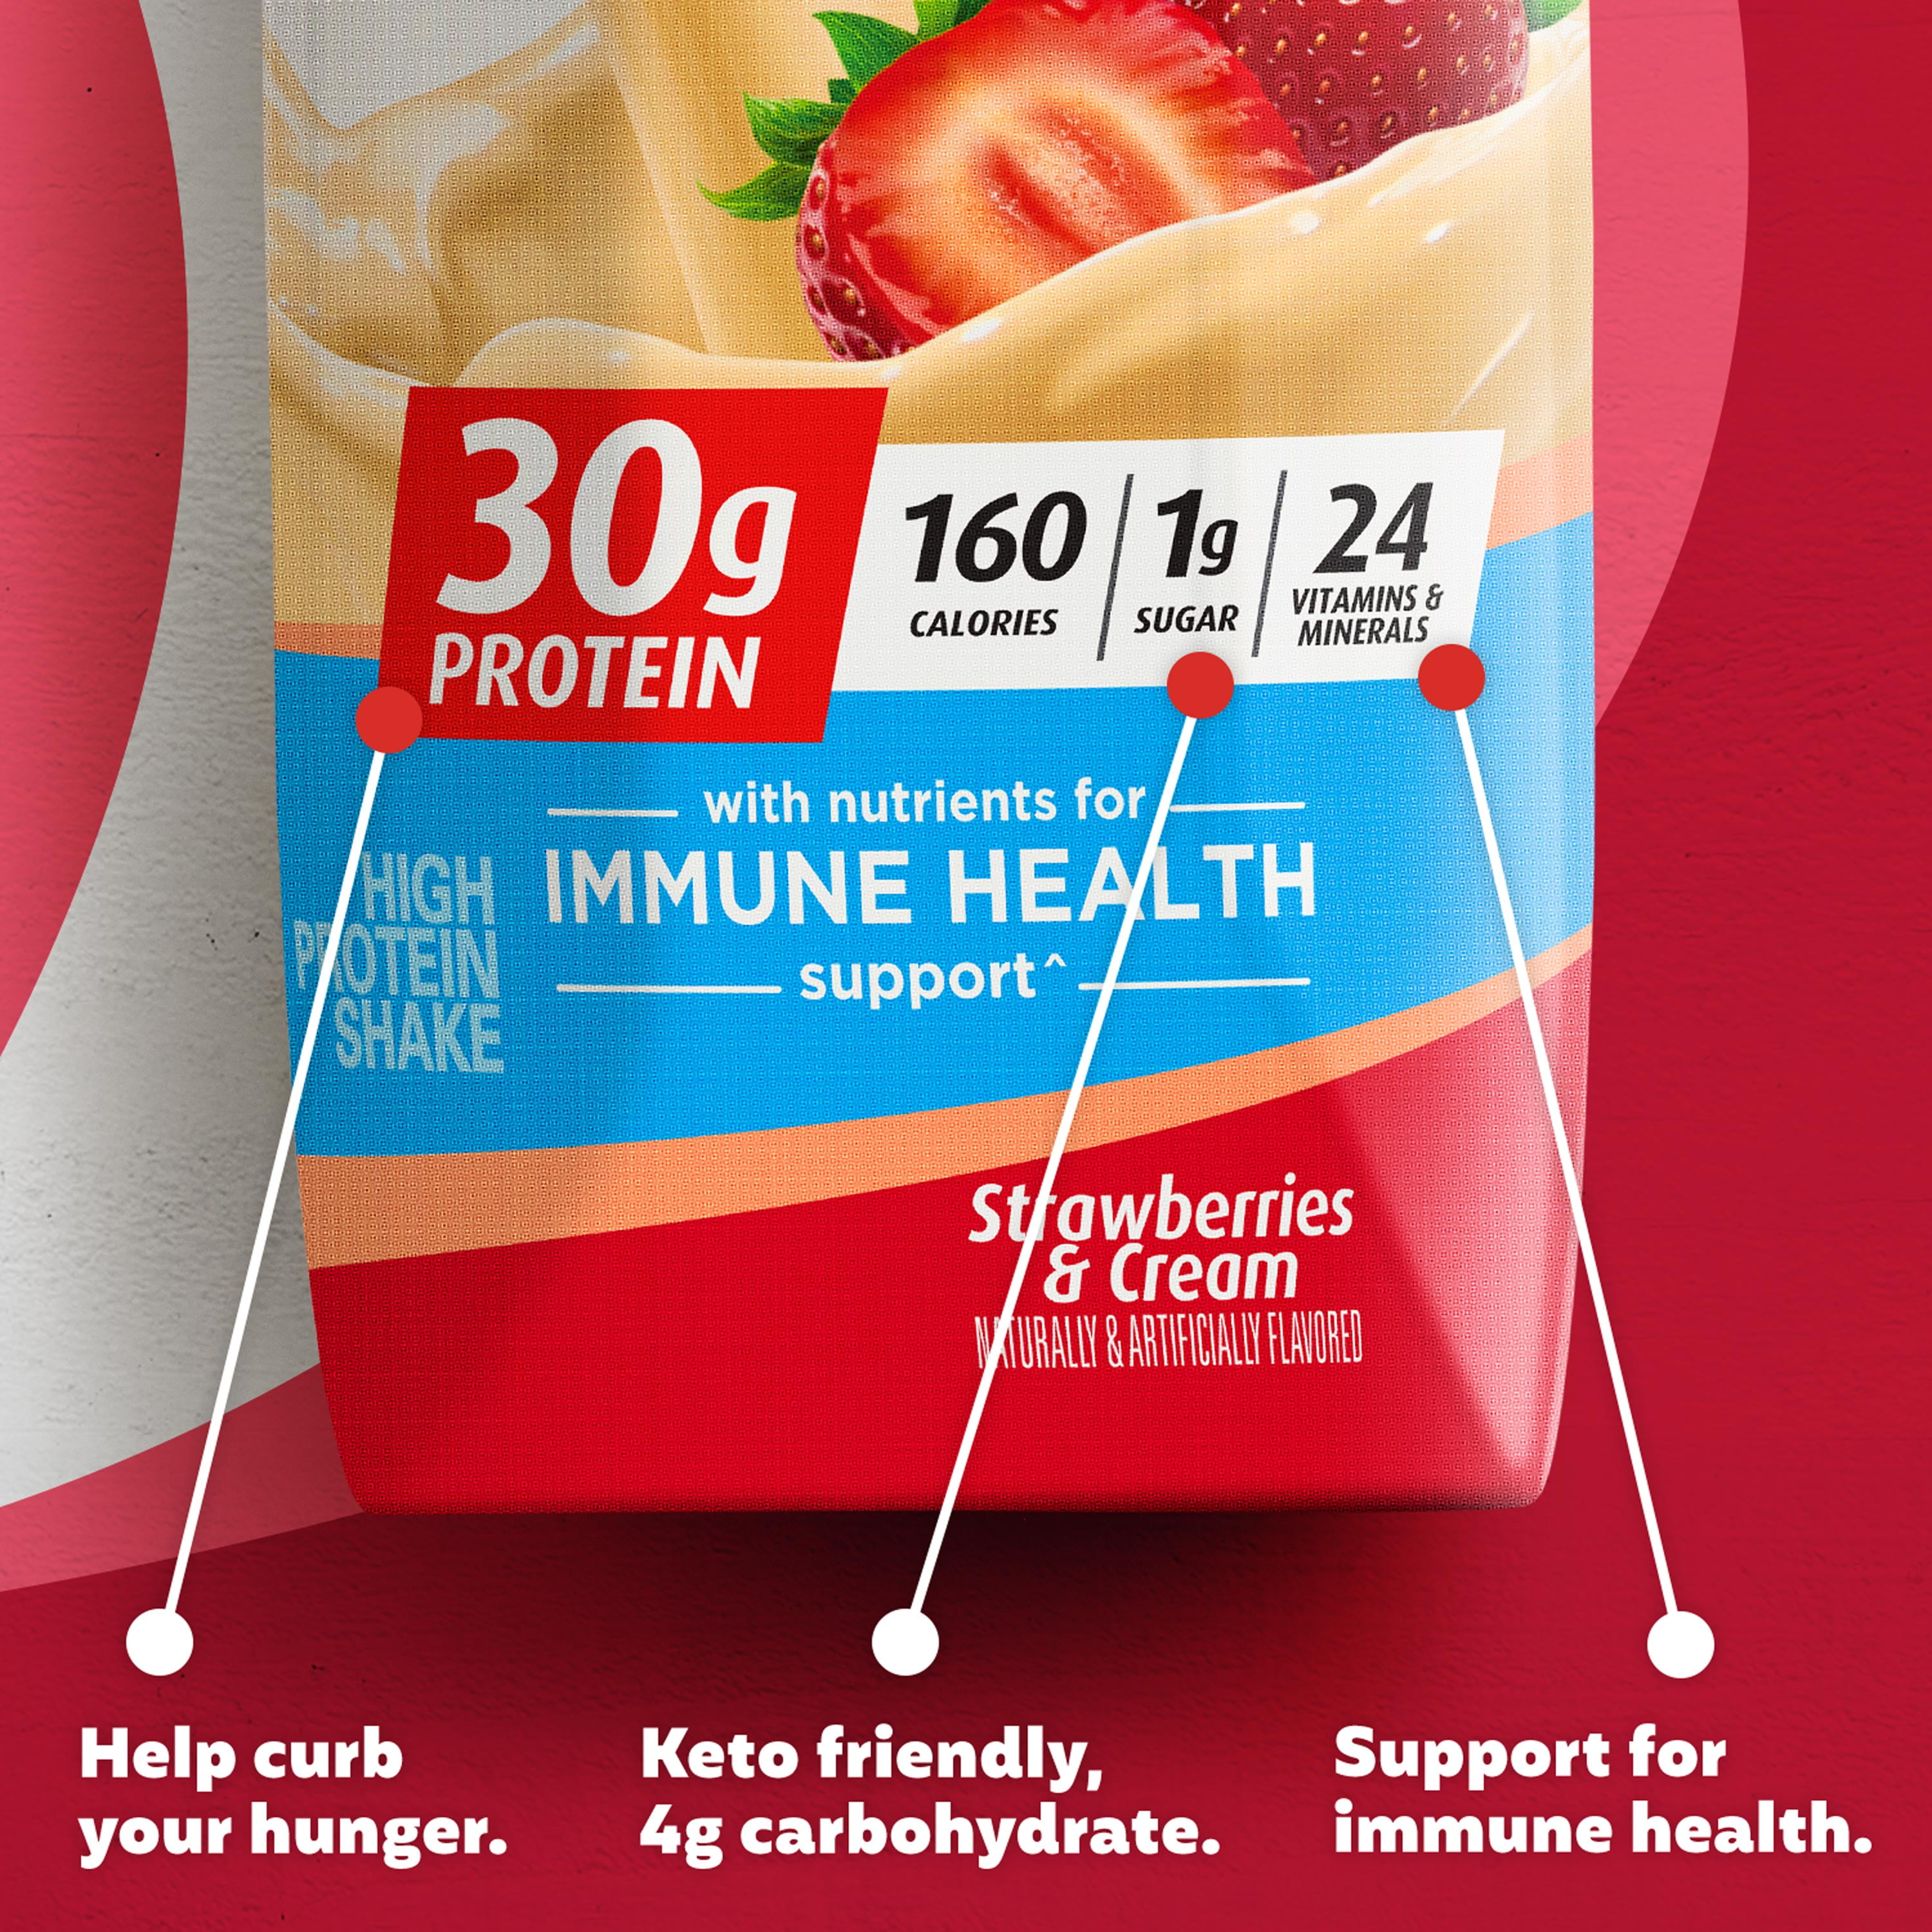 30g
PROTEIN
160
CALORIES
1g
SUGAR
24
VITAMINS &
MINERALS
with nutrients for
IMMUNE HEALTH
support^
HIGH
PROTEIN
SHAKE
Strawberries
& Cream
NATURALLY & ARTIFICIALLY FLAVORED
Help curb
your hunger.
Keto friendly,
4g carbohydrate.
Support for
immune health.